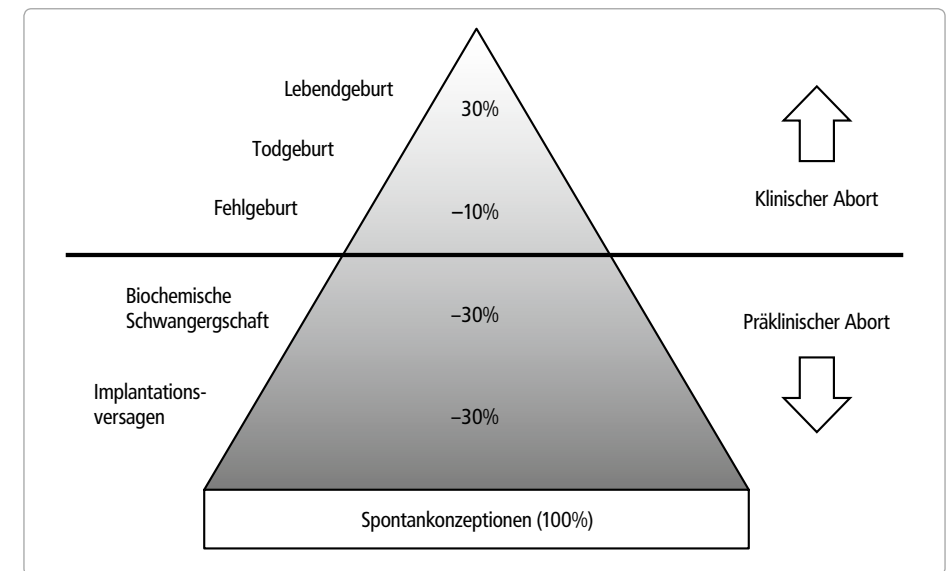 Lebendgeburt
30%
Todgeburt
Fehlgeburt
–10%
Klinischer Abort
Biochemische
Schwangergschaft
–30%
Präklinischer Abort
Implantations-
versagen
–30%
Spontankonzeptionen (100%)